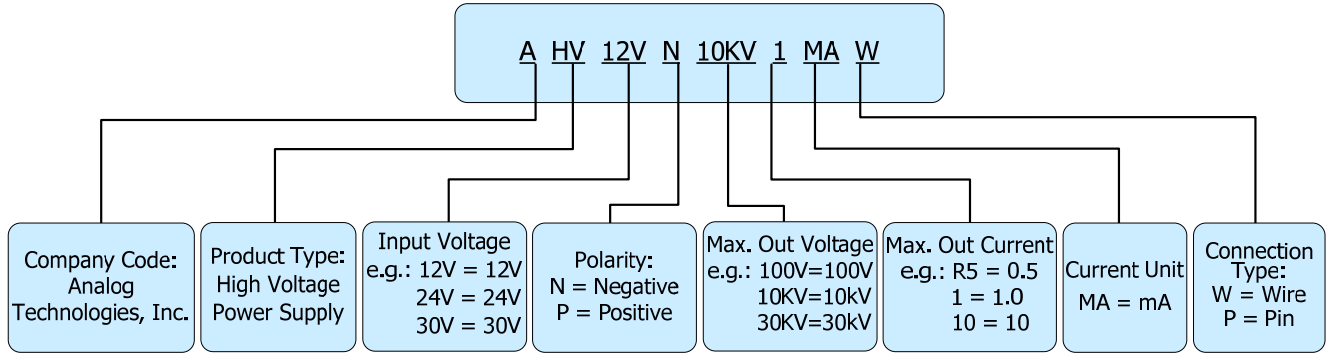 A HV 12V N 10KV 1 MA W
Company Code:
Analog
Technologies, Inc.
Product Type:
High Voltage
Power Supply
Input Voltage
e.g.: 12V = 12V
24V = 24V
30V = 30V
Polarity:
N = Negative
P = Positive
Max. Out Voltage
e.g.: 100V=100V
10KV=10kV
30KV=30kV
Max. Out Current
e.g.: R5 = 0.5
1 = 1.0
10 = 10
Current Unit
MA = mA
Connection
Type:
W = Wire
P = Pin